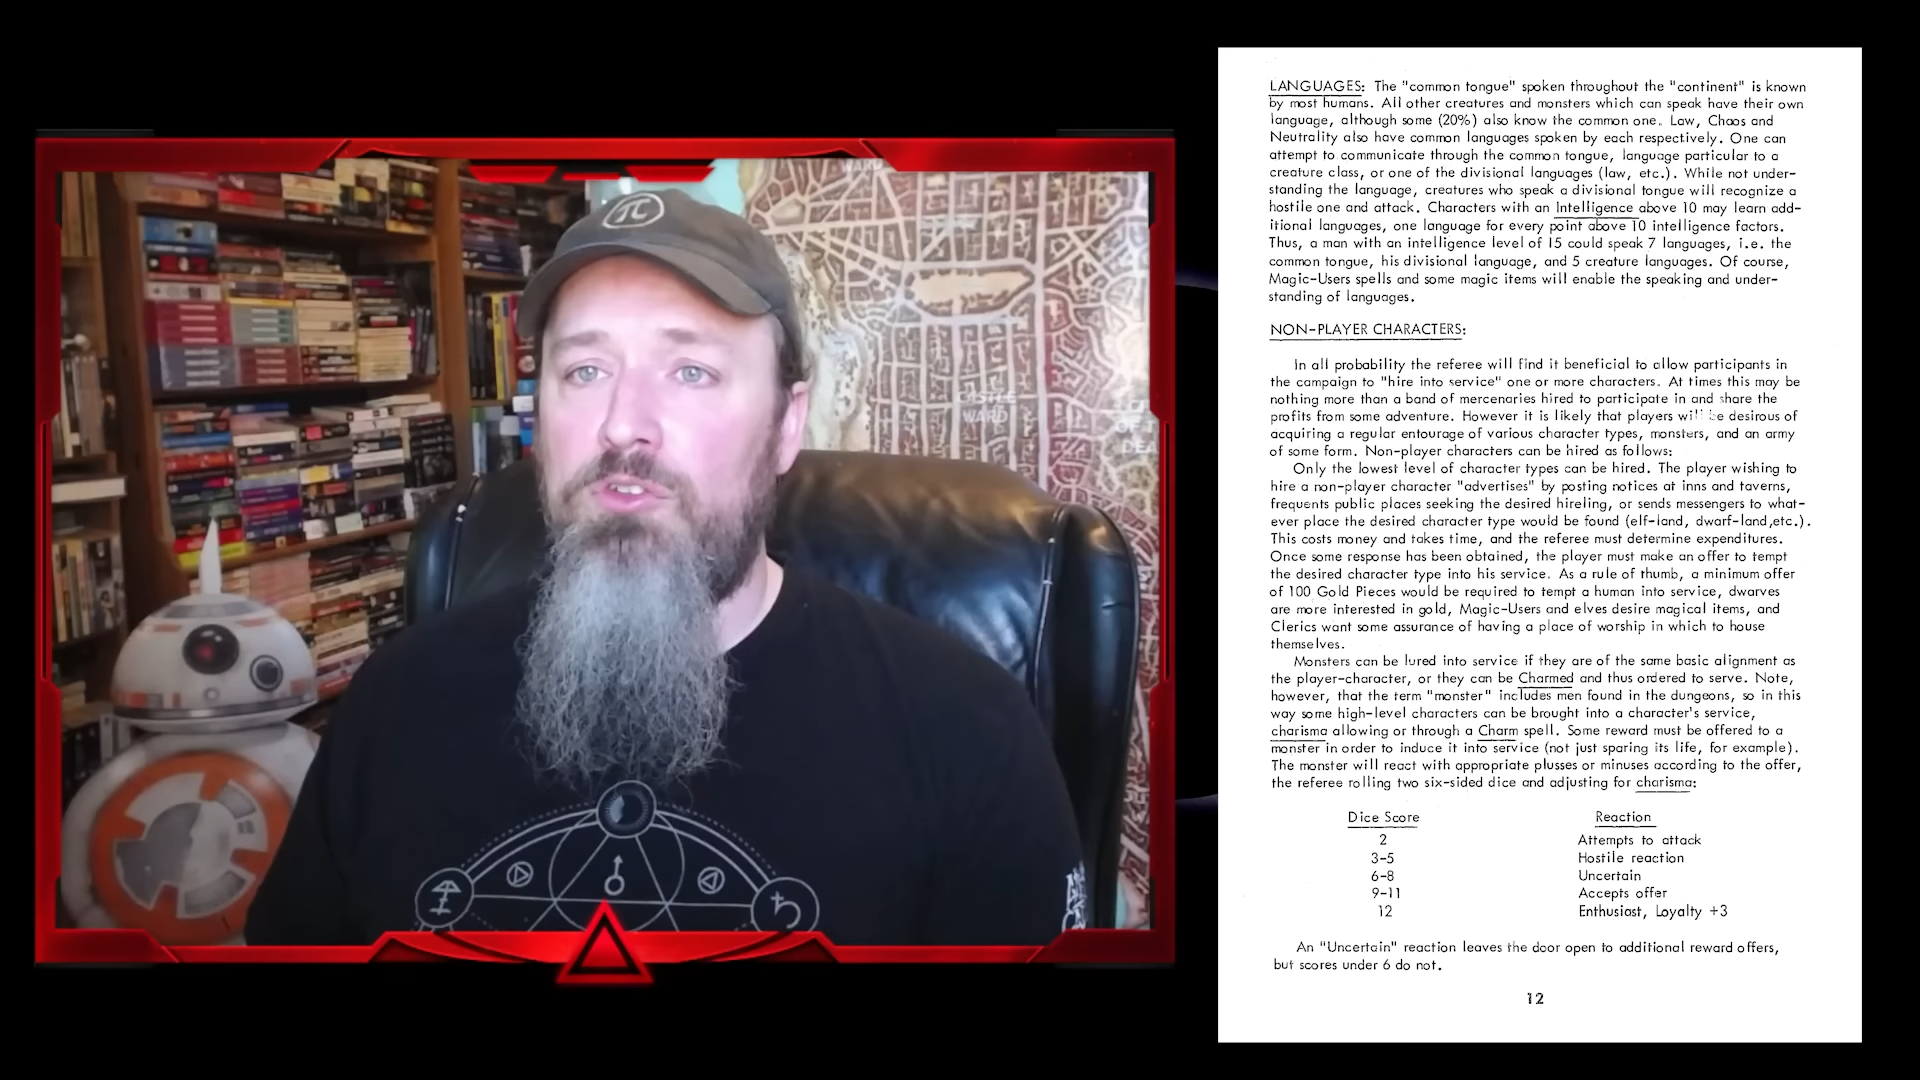 π
WARD
CASTLE
WARD
DEA
LANGUAGES: The "common tongue" spoken throughout the "continent" is known
by most humans. All other creatures and monsters which can speak have their own
language, although some (20%) also know the common one. Law, Chaos and
Neutrality also have common languages spoken by each respectively. One can
attempt to communicate through the common tongue, language particular to a
creature class, or one of the divisional languages (law, etc.). While not under-
standing the language, creatures who speak a divisional tongue will recognize a
hostile one and attack. Characters with an Intelligence above 10 may learn add-
itional languages, one language for every point above 10 intelligence factors.
Thus, a man with an intelligence level of 15 could speak 7 languages, i.e. the
common tongue, his divisional language, and 5 creature languages. Of course,
Magic-Users spells and some magic items will enable the speaking and under-
standing of languages.
NON-PLAYER CHARACTERS:
In all probability the referee will find it beneficial to allow participants in
the campaign to "hire into service" one or more characters. At times this may be
nothing more than a band of mercenaries hired to participate in and share the
profits from some adventure. However it is likely that players will be desirous of
acquiring a regular entourage of various character types, monsters, and an army
of some form. Non-player characters can be hired as follows:
Only the lowest level of character types can be hired. The player wishing to
hire a non-player character "advertises" by posting notices at inns and taverns,
frequents public places seeking the desired hireling, or sends messengers to what-
ever place the desired character type would be found (elf-land, dwarf-land,etc.).
This costs money and takes time, and the referee must determine expenditures.
Once some response has been obtained, the player must make an offer to tempt
the desired character type into his service. As a rule of thumb, a minimum offer
of 100 Gold Pieces would be required to tempt a human into service, dwarves
are more interested in gold, Magic-Users and elves desire magical items, and
Clerics want some assurance of having a place of worship in which to house
themselves.
Monsters can be lured into service if they are of the same basic alignment as
the player-character, or they can be Charmed and thus ordered to serve. Note,
however, that the term "monster" includes men found in the dungeons, so in this
way some high-level characters can be brought into a character's service,
charisma allowing or through a Charm spell. Some reward must be offered to a
monster in order to induce it into service (not just sparing its life, for example).
The monster will react with appropriate plusses or minuses according to the offer,
the referee rolling two six-sided dice and adjusting for charisma:
Dice Score Reaction
2 Attempts to attack
3-5 Hostile reaction
6-8 Uncertain
9-11 Accepts offer
12 Enthusiast, Loyalty +3
An "Uncertain" reaction leaves the door open to additional reward offers,
but scores under 6 do not.
12